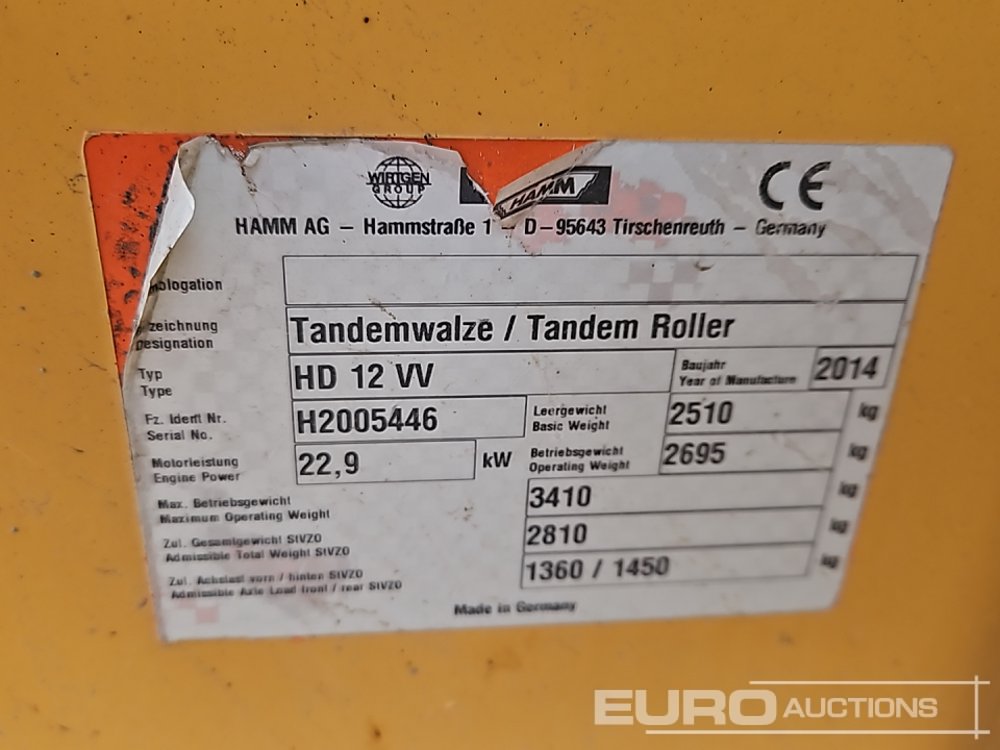 WIRTGEN
GROUP
HAMM
CE
HAMM AG – Hammstraße 1 – D–95643 Tirschenreuth – Germany
Tandemwalze / Tandem Roller
Designation
Typ
Type
HD 12 VV
Baujahr
Year of Manufacture
2014
Fz. Identl Nr.
Serial No.
H2005446
Leergewicht
Basic Weight
2510 kg
Motorleistung
Engine Power
22,9 kW
Betriebsgewicht
Operating Weight
2695 kg
Max. Betriebsgewicht
Maximum Operating Weight
3410 kg
Zul. Gesamtgewicht StVZO
Admissible Total Weight StVZO
2810 kg
Zul. Achslast vorn / hinten StVZO
Admissible Axle Load front / rear StVZO
1360 / 1450 kg
Made in Germany
EURO AUCTIONS